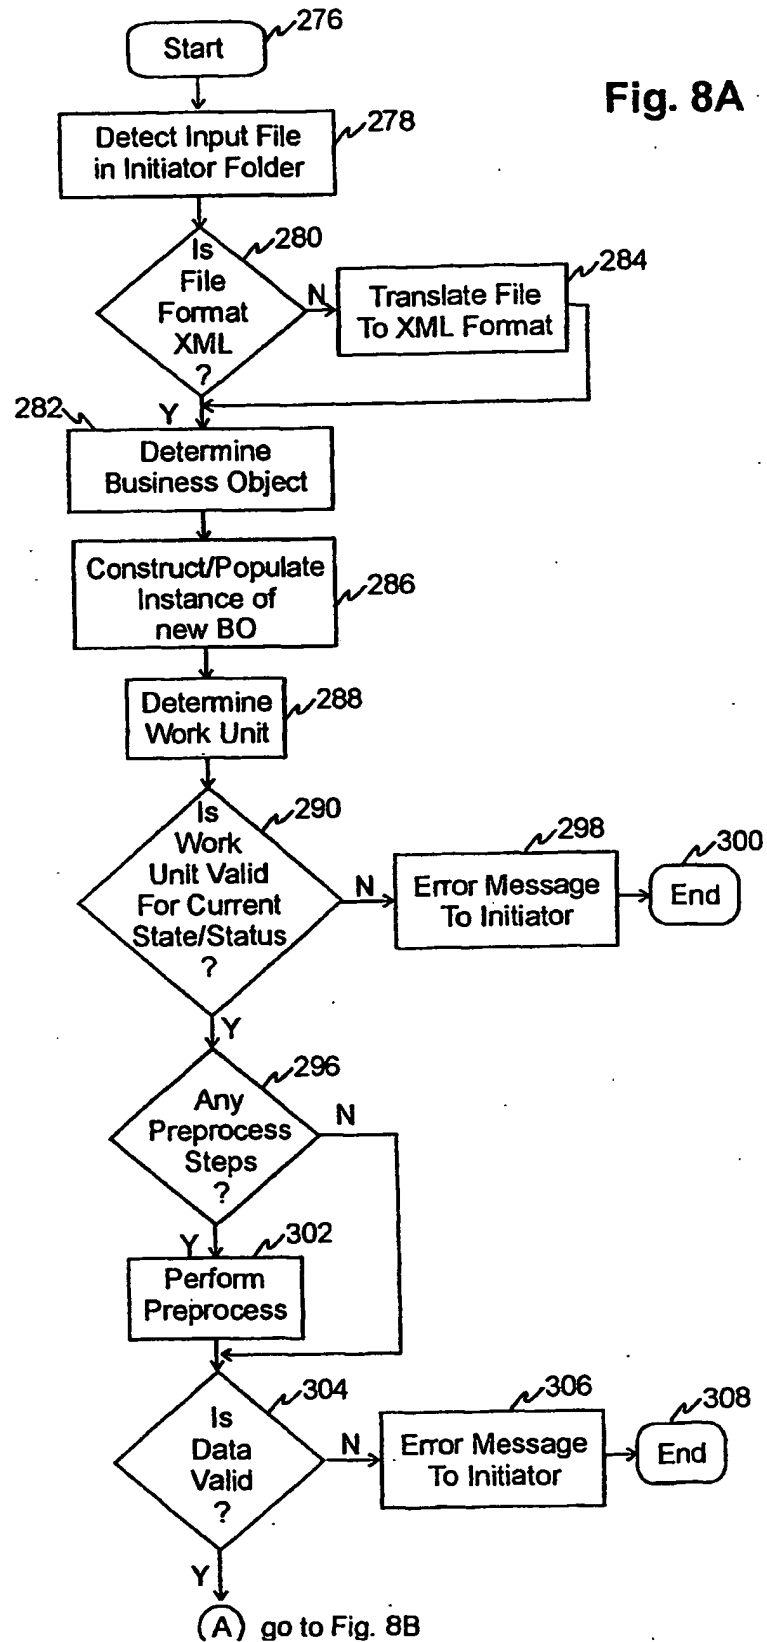 276
Start
Fig. 8A
278
Detect Input File
in Initiator Folder
280
Is
File
Format
XML
?
N
284
Translate File
To XML Format
Y
282
Determine
Business Object
Construct/Populate
Instance of
new BO
286
Determine
Work Unit
288
290
Is
Work
Unit Valid
For Current
State/Status
?
N
298
Error Message
To Initiator
300
End
Y
296
Any
Preprocess
Steps
?
N
Y
302
Perform
Preprocess
304
Is
Data
Valid
?
N
306
Error Message
To Initiator
308
End
Y
A go to Fig. 8B